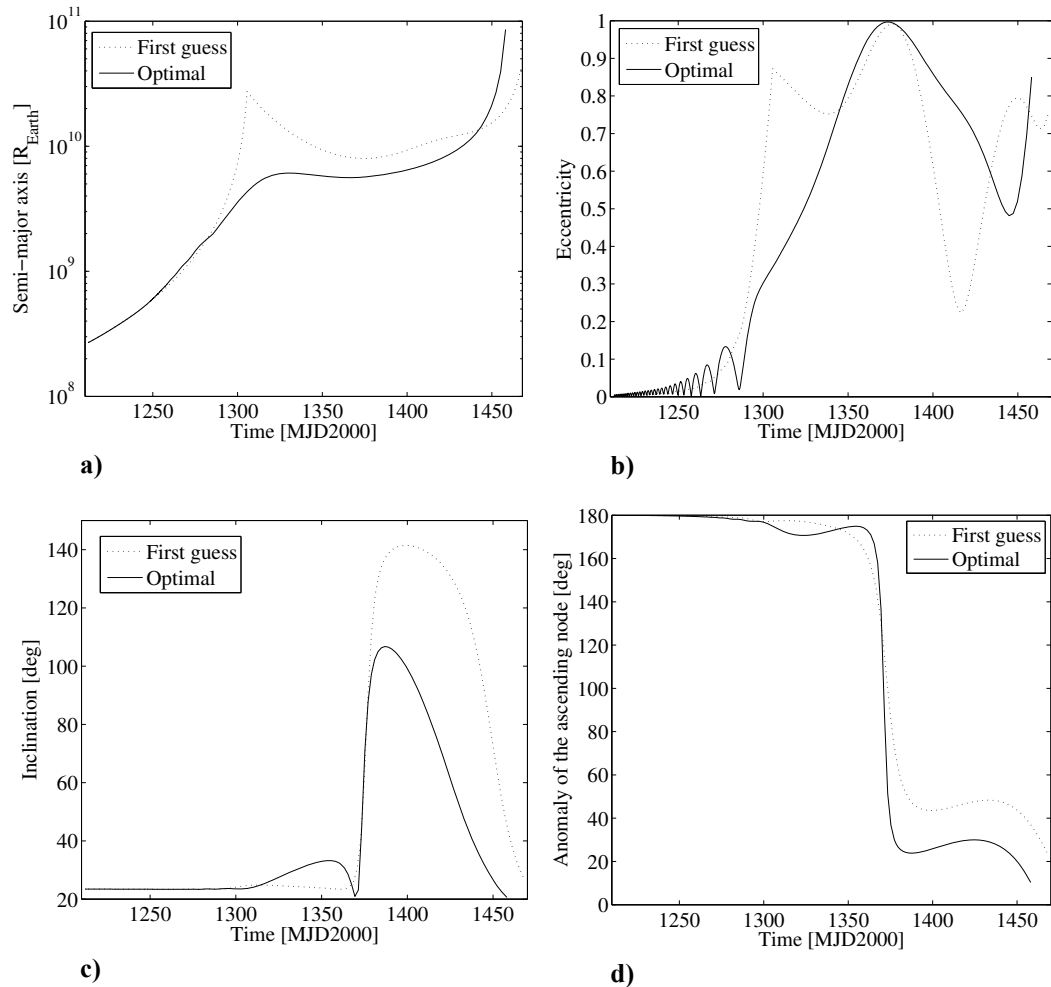 10^11
10^10
10^9
10^8
Semi-major axis [R_Earth]
First guess
Optimal
1250
1300
1350
1400
1450
Time [MJD2000]
a)
1
0.9
0.8
0.7
0.6
0.5
0.4
0.3
0.2
0.1
0
Eccentricity
First guess
Optimal
1250
1300
1350
1400
1450
Time [MJD2000]
b)
140
120
100
80
60
40
20
Inclination [deg]
First guess
Optimal
1250
1300
1350
1400
1450
Time [MJD2000]
c)
180
160
140
120
100
80
60
40
20
0
Anomaly of the ascending node [deg]
First guess
Optimal
1250
1300
1350
1400
1450
Time [MJD2000]
d)